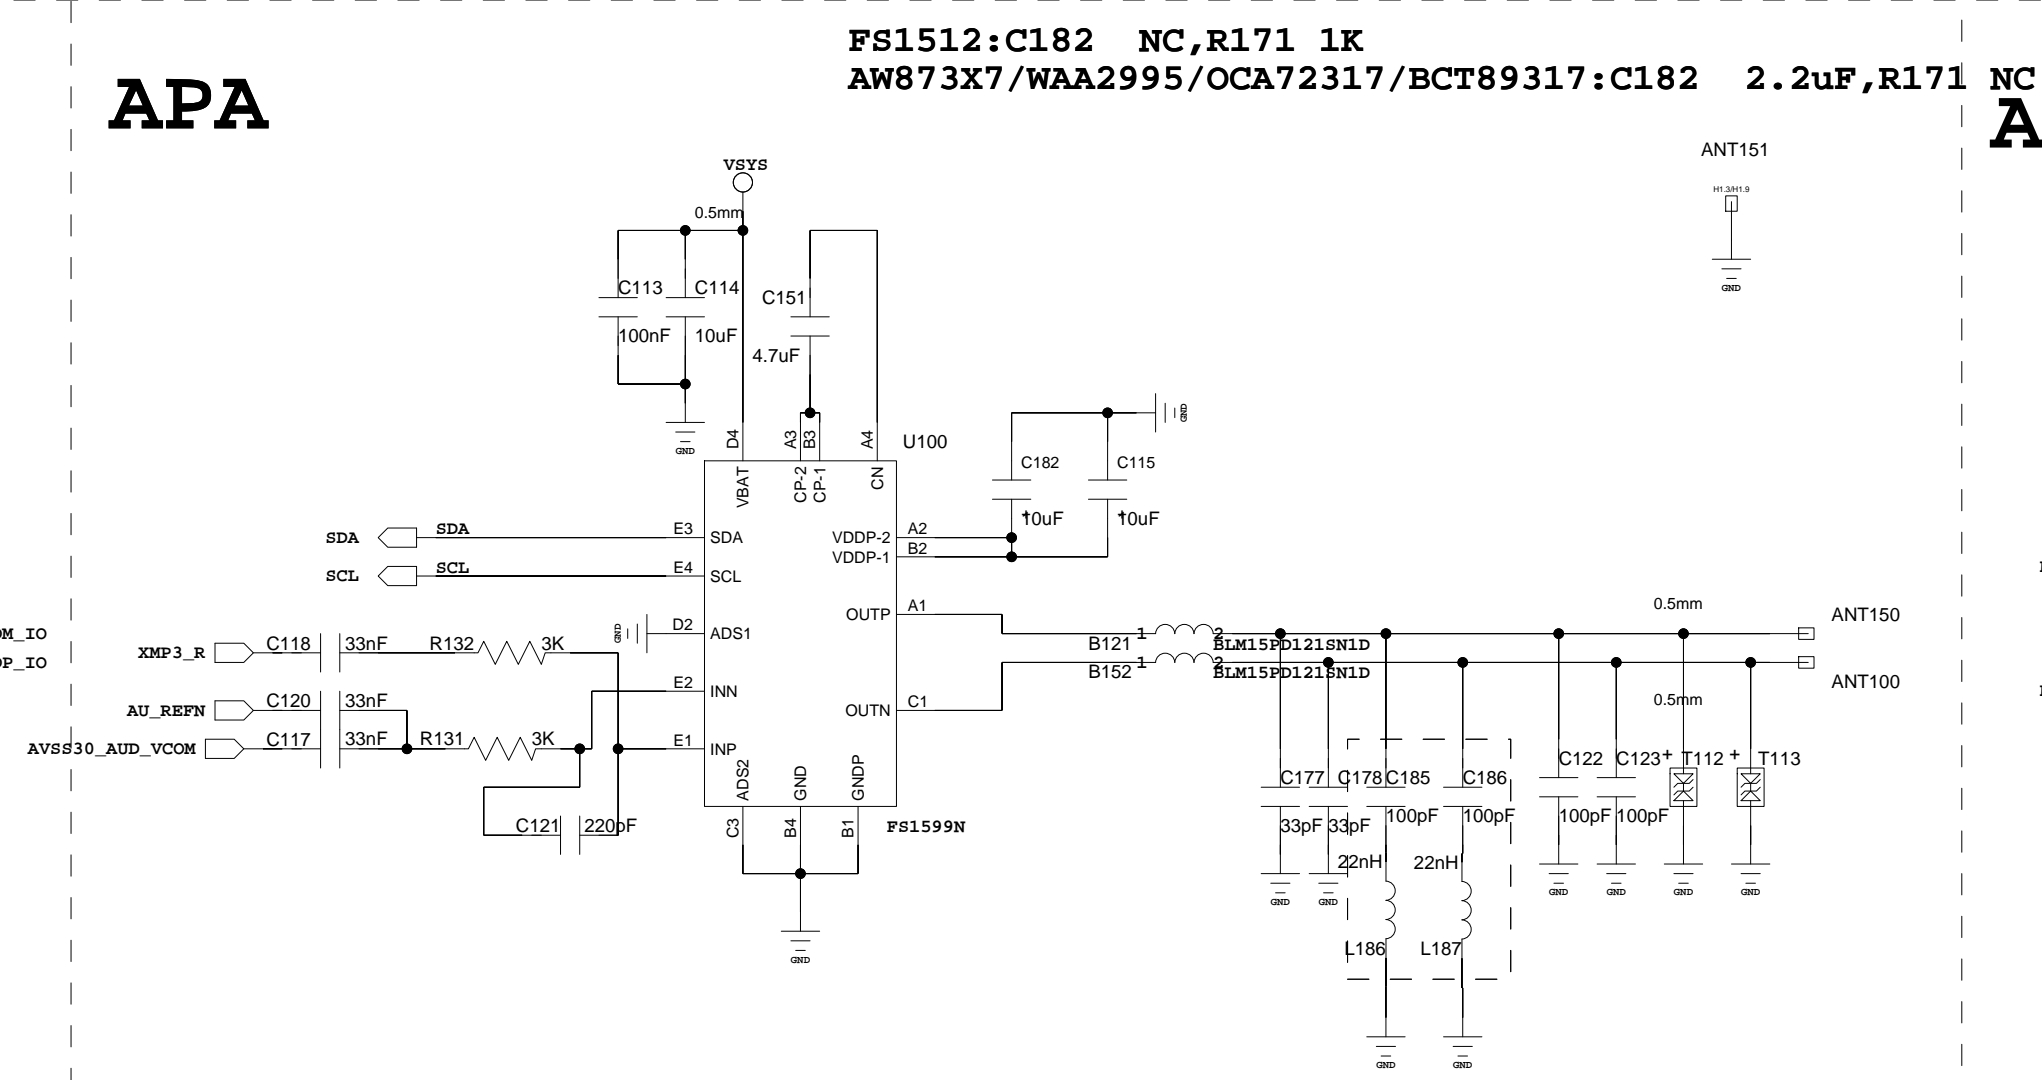 FS1512:C182 NC,R171 1K
AW873X7/WAA2995/OCA72317/BCT89317:C182 2.2uF,R171 NC
APA
A
ANT151
H1.3/H1.9
GND
VSYS
0.5mm
C113
C114
C151
100nF
10uF
4.7uF
GND
D4
A3
B3
A4
U100
VBAT
CP-2
CP-1
CN
GND
C182
C115
10uF
10uF
SDA
SDA
E3
SDA
VDDP-2
A2
VDDP-1
B2
SCL
SCL
E4
SCL
OUTP
A1
0.5mm
ANT150
GND
D2
ADS1
OM_IO
OP_IO
XMP3_R
C118
33nF
R132
3K
B121
1
2
BLM15PD121SN1D
B152
1
2
BLM15PD121SN1D
ANT100
E2
INN
AU_REFN
C120
33nF
OUTN
C1
0.5mm
AVSS30_AUD_VCOM
C117
33nF
R131
3K
E1
INP
ADS2
GND
GNDP
C177
C178
C185
C186
C122
C123
+
T112
+
T113
C121
220pF
C3
B4
B1
FS1599N
33pF
33pF
100pF
100pF
100pF
100pF
22nH
22nH
GND
GND
GND
GND
GND
GND
L186
L187
GND
GND
GND